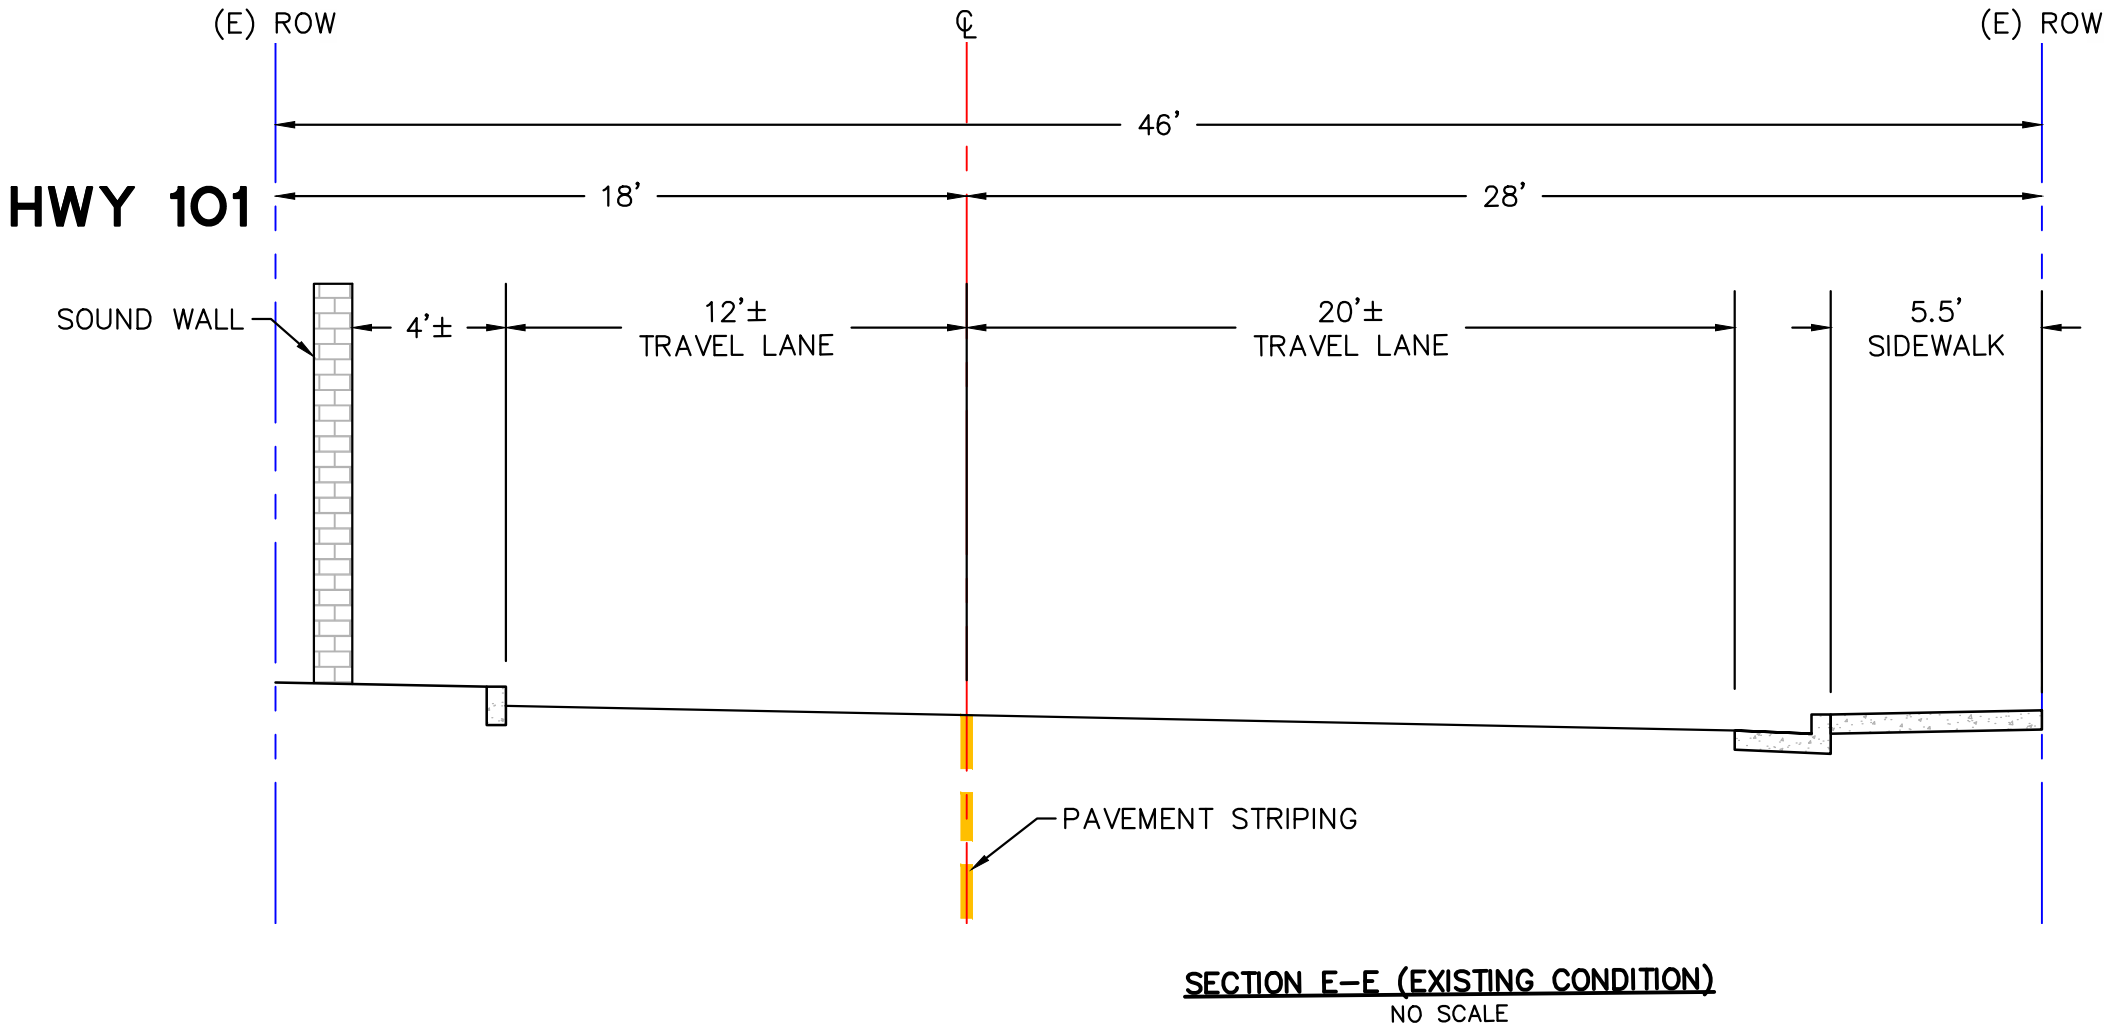 (E) ROW
℄
(E) ROW
46'
HWY 101
18'
28'
SOUND WALL
4'±
12'±
TRAVEL LANE
20'±
TRAVEL LANE
5.5'
SIDEWALK
PAVEMENT STRIPING
SECTION E-E (EXISTING CONDITION)
NO SCALE